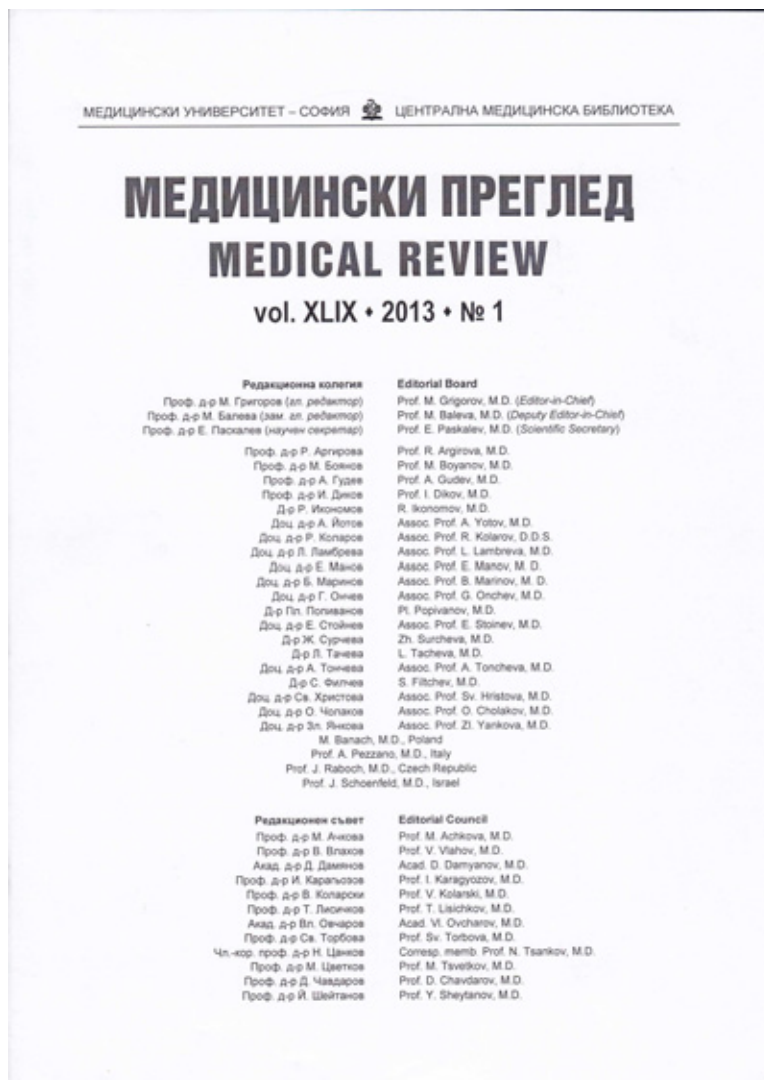 МЕДИЦИНСКИ УНИВЕРСИТЕТ – СОФИЯ ЦЕНТРАЛНА МЕДИЦИНСКА БИБЛИОТЕКА
МЕДИЦИНСКИ ПРЕГЛЕД
MEDICAL REVIEW
vol. XLIX • 2013 • № 1
Редакционна колегия Editorial Board
Проф. д-р М. Григоров (гл. редактор) Prof. M. Grigorov, M.D. (Editor-in-Chief)
Проф. д-р М. Балева (зам. гл. редактор) Prof. M. Baleva, M.D. (Deputy Editor-in-Chief)
Проф. д-р Е. Паскалев (научен секретар) Prof. E. Paskalev, M.D. (Scientific Secretary)
Проф. д-р Р. Аргирова Prof. R. Argirova, M.D.
Проф. д-р М. Боянов Prof. M. Boyanov, M.D.
Проф. д-р А. Гудев Prof. A. Gudev, M.D.
Проф. д-р И. Диков Prof. I. Dikov, M.D.
Д-р Р. Икономов R. Ikonomov, M.D.
Доц. д-р А. Йотов Assoc. Prof. A. Yotov, M.D.
Доц. д-р Р. Коларов Assoc. Prof. R. Kolarov, D.D.S.
Доц. д-р Л. Ламбрева Assoc. Prof. L. Lambreva, M.D.
Доц. д-р Е. Манов Assoc. Prof. E. Manov, M. D.
Доц. д-р Б. Маринов Assoc. Prof. B. Marinov, M. D.
Доц. д-р Г. Ончев Assoc. Prof. G. Onchev, M.D.
Д-р Пл. Попиванов Pl. Popivanov, M.D.
Доц. д-р Е. Стойнев Assoc. Prof. E. Stoinev, M.D.
Д-р Ж. Сурчева Zh. Surcheva, M.D.
Д-р Л. Тачева L. Tacheva, M.D.
Доц. д-р А. Тончева Assoc. Prof. A. Toncheva, M.D.
Д-р С. Филчев S. Filtchev, M.D.
Доц. д-р Св. Христова Assoc. Prof. Sv. Hristova, M.D.
Доц. д-р О. Чолаков Assoc. Prof. O. Cholakov, M.D.
Доц. д-р Зл. Янкова Assoc. Prof. Zl. Yankova, M.D.
M. Banach, M.D., Poland
Prof. A. Pezzano, M.D., Italy
Prof. J. Raboch, M.D., Czech Republic
Prof. J. Schoenfeld, M.D., Israel
Редакционен съвет Editorial Council
Проф. д-р М. Ачкова Prof. M. Achkova, M.D.
Проф. д-р В. Влахов Prof. V. Vlahov, M.D.
Акад. д-р Д. Дамянов Acad. D. Damyanov, M.D.
Проф. д-р И. Карагьозов Prof. I. Karagyozov, M.D.
Проф. д-р В. Коларски Prof. V. Kolarski, M.D.
Проф. д-р Т. Лисичков Prof. T. Lisichkov, M.D.
Акад. д-р Вл. Овчаров Acad. Vl. Ovcharov, M.D.
Проф. д-р Св. Торбова Prof. Sv. Torbova, M.D.
Чл.-кор. проф. д-р Н. Цанков Corresp. memb. Prof. N. Tsankov, M.D.
Проф. д-р М. Цветков Prof. M. Tsvetkov, M.D.
Проф. д-р Д. Чавдаров Prof. D. Chavdarov, M.D.
Проф. д-р Й. Шейтанов Prof. Y. Sheytanov, M.D.